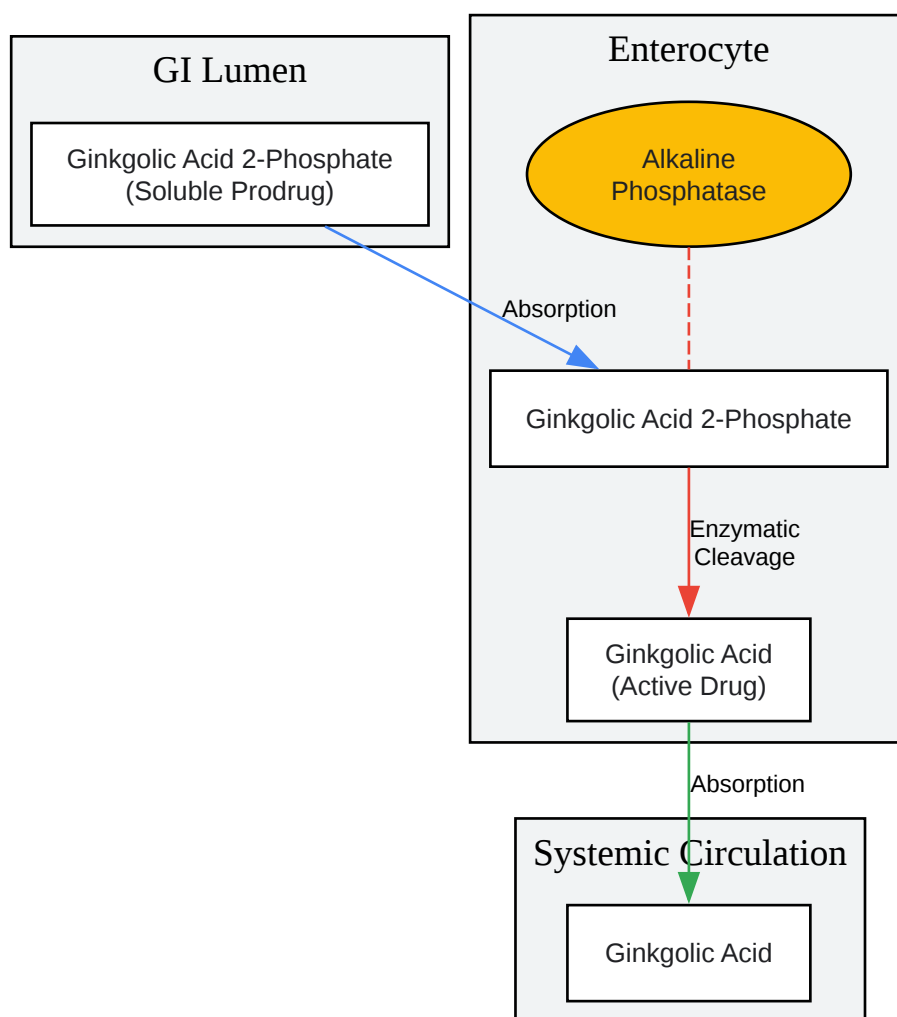 GI Lumen
Ginkgolic Acid 2-Phosphate
(Soluble Prodrug)
Enterocyte
Alkaline
Phosphatase
Absorption
Ginkgolic Acid 2-Phosphate
Enzymatic
Cleavage
Ginkgolic Acid
(Active Drug)
Absorption
Systemic Circulation
Ginkgolic Acid